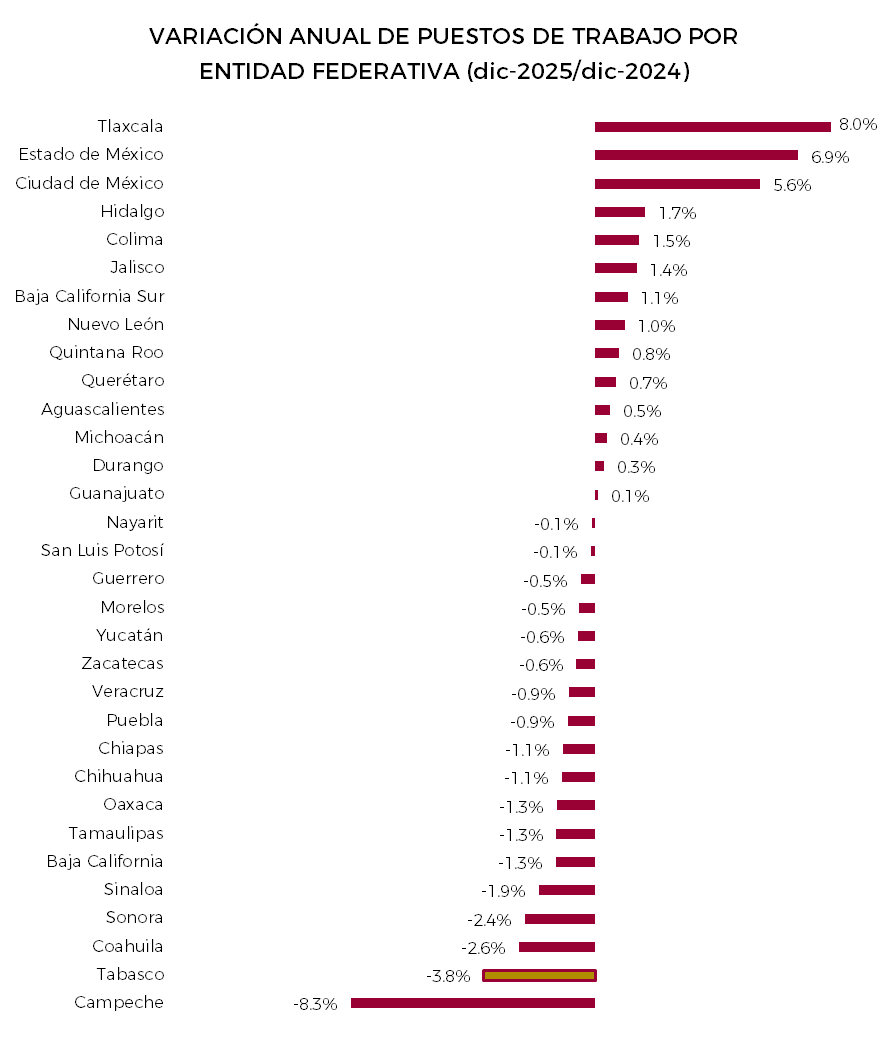 VARIACIÓN ANUAL DE PUESTOS DE TRABAJO POR
ENTIDAD FEDERATIVA (dic-2025/dic-2024)
Tlaxcala 8.0%
Estado de México 6.9%
Ciudad de México 5.6%
Hidalgo 1.7%
Colima 1.5%
Jalisco 1.4%
Baja California Sur 1.1%
Nuevo León 1.0%
Quintana Roo 0.8%
Querétaro 0.7%
Aguascalientes 0.5%
Michoacán 0.4%
Durango 0.3%
Guanajuato 0.1%
Nayarit -0.1%
San Luis Potosí -0.1%
Guerrero -0.5%
Morelos -0.5%
Yucatán -0.6%
Zacatecas -0.6%
Veracruz -0.9%
Puebla -0.9%
Chiapas -1.1%
Chihuahua -1.1%
Oaxaca -1.3%
Tamaulipas -1.3%
Baja California -1.3%
Sinaloa -1.9%
Sonora -2.4%
Coahuila -2.6%
Tabasco -3.8%
Campeche -8.3%